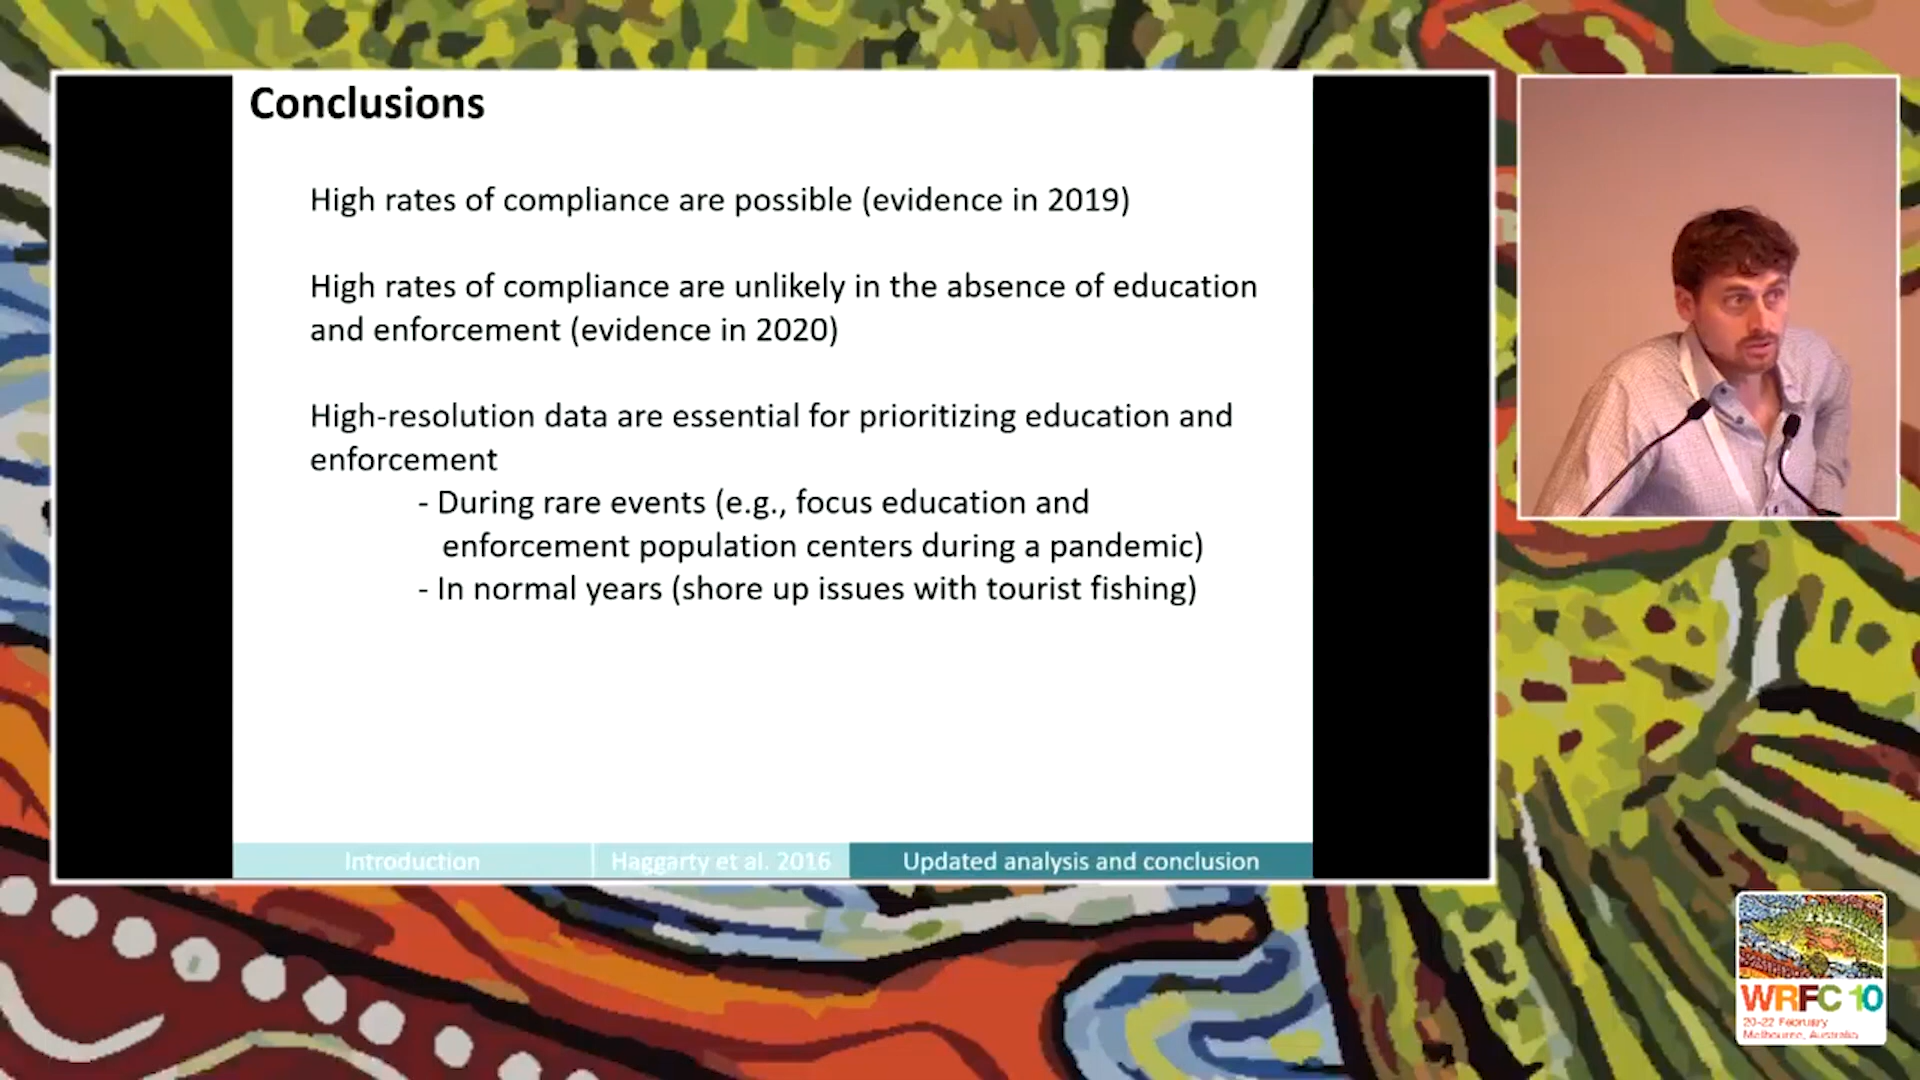 Conclusions
High rates of compliance are possible (evidence in 2019)
High rates of compliance are unlikely in the absence of education
and enforcement (evidence in 2020)
High-resolution data are essential for prioritizing education and
enforcement
- During rare events (e.g., focus education and
enforcement population centers during a pandemic)
- In normal years (shore up issues with tourist fishing)
Introduction
Haggarty et al. 2016
Updated analysis and conclusion
WRFC 10
20-22 February
Melbourne, Australia